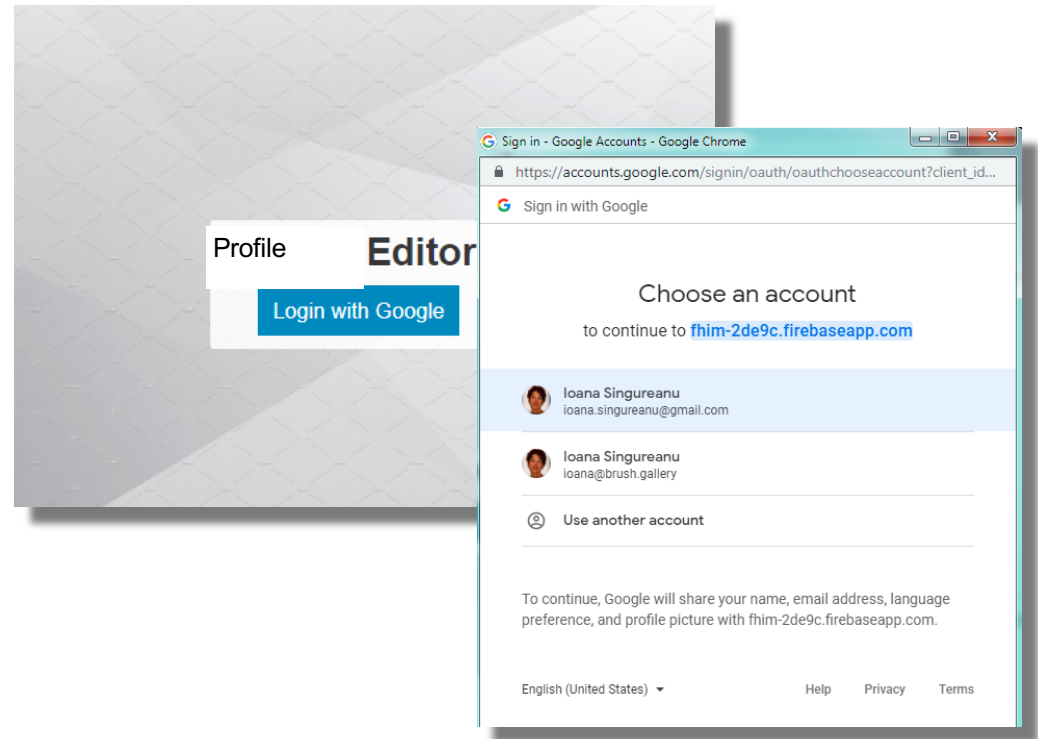 Profile Editor
Login with Google
Sign in - Google Accounts - Google Chrome
https://accounts.google.com/signin/oauth/oauthchooseaccount?client_id...
Sign in with Google
Choose an account
to continue to fhim-2de9c.firebaseapp.com
Ioana Singureanu
ioana.singureanu@gmail.com
Ioana Singureanu
ioana@brush.gallery
Use another account
To continue, Google will share your name, email address, language
preference, and profile picture with fhim-2de9c.firebaseapp.com.
English (United States) Help Privacy Terms